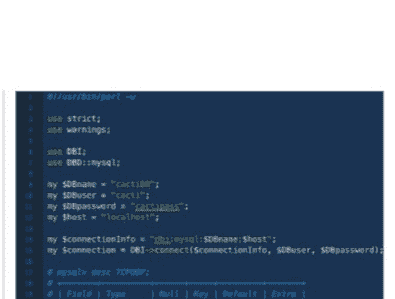 #!/usr/bin/perl -w
use strict;
use warnings;
use DBI;
use DBD::mysql;
my $DBname = "cactiDB";
my $DBuser = "cacti";
my $DBpassword = "cactipass";
my $host = "localhost";
my $connectionInfo = "dbi:mysql:$DBname;$host";
my $connection = DBI->connect($connectionInfo, $DBuser, $DBpassword);
# mysql> desc TCPUDP;
# | Field | Type | Null | Key | Default | Extra |